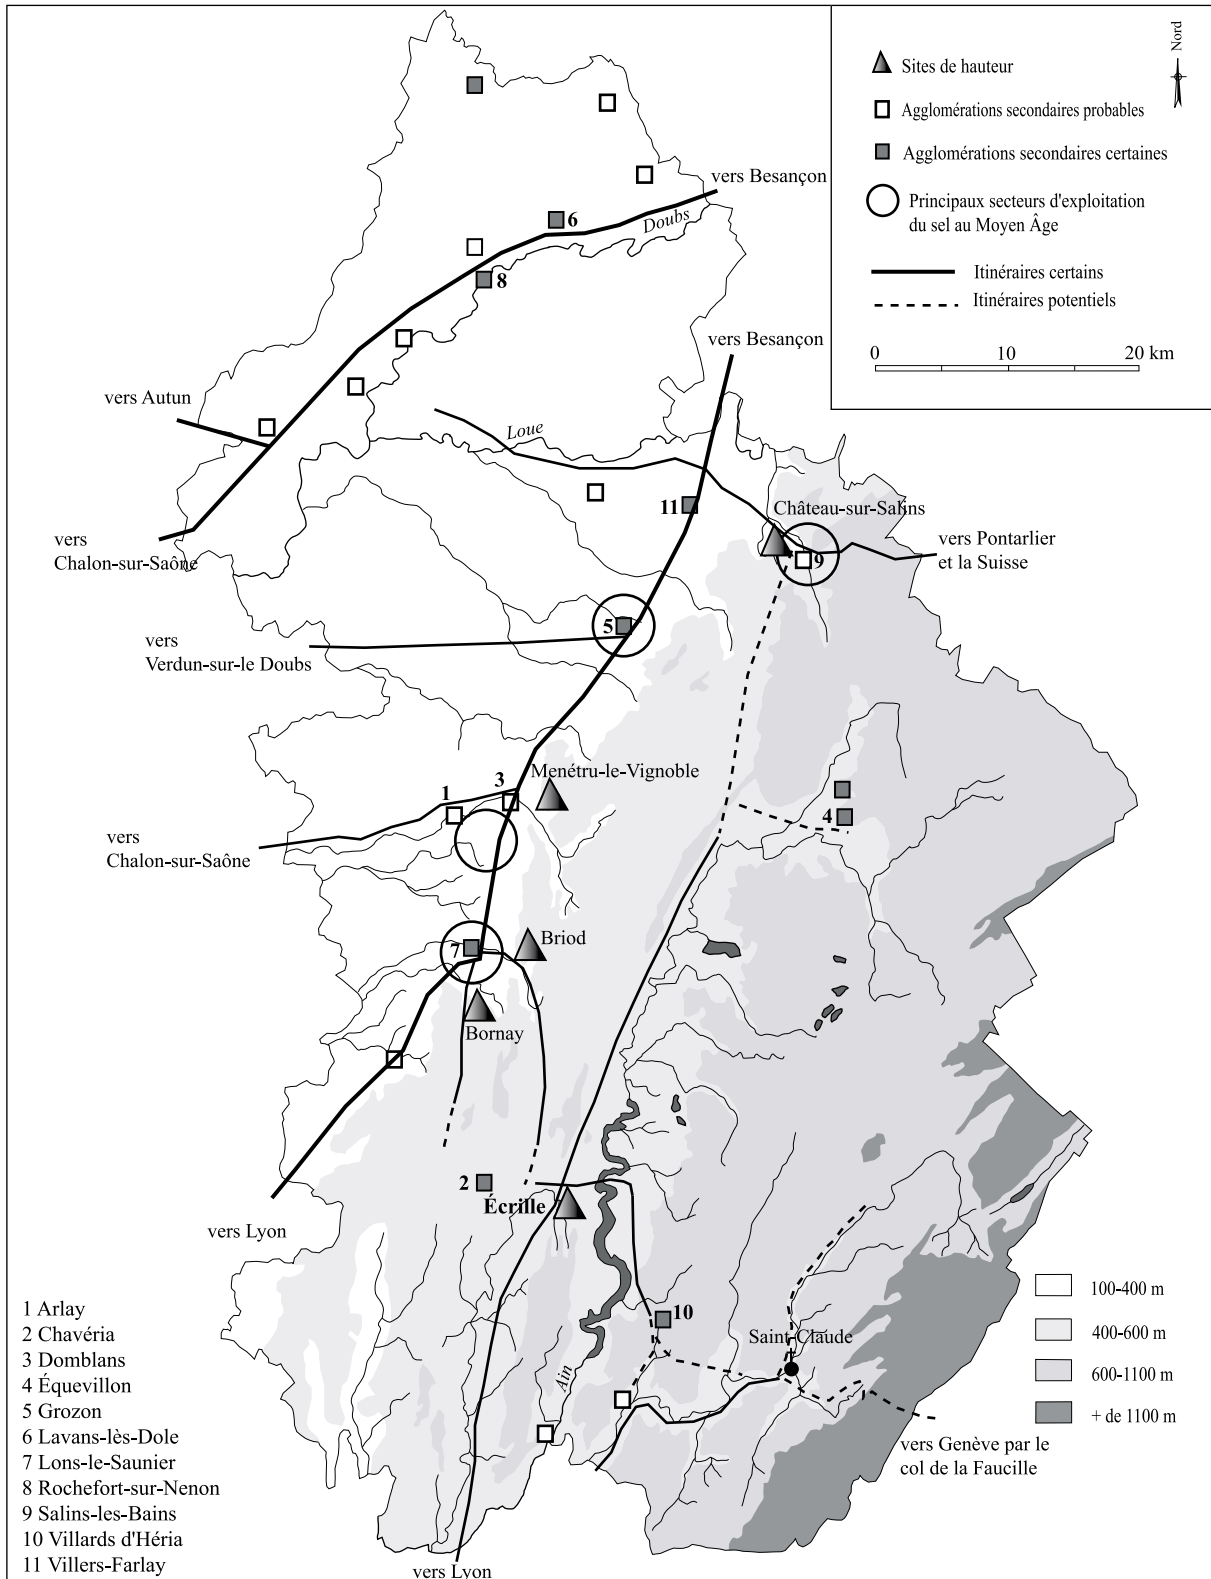 Nord
Sites de hauteur
Agglomérations secondaires probables
Agglomérations secondaires certaines
Principaux secteurs d'exploitation
du sel au Moyen Âge
Itinéraires certains
Itinéraires potentiels
0 10 20 km
vers Besançon
6
Doubs
8
vers Besançon
vers Autun
Loue
11
Château-sur-Salins
vers
Chalon-sur-Saône
vers Pontarlier
et la Suisse
9
5
vers
Verdun-sur-le Doubs
Menétru-le-Vignoble
3
1
4
vers
Chalon-sur-Saône
Briod
7
Bornay
2
Écrille
vers Lyon
10
Saint-Claude
Ain
100-400 m
400-600 m
600-1100 m
+ de 1100 m
vers Genève par le
col de la Faucille
vers Lyon
1 Arlay
2 Chavéria
3 Domblans
4 Équevillon
5 Grozon
6 Lavans-lès-Dole
7 Lons-le-Saunier
8 Rochefort-sur-Nenon
9 Salins-les-Bains
10 Villards d'Héria
11 Villers-Farlay